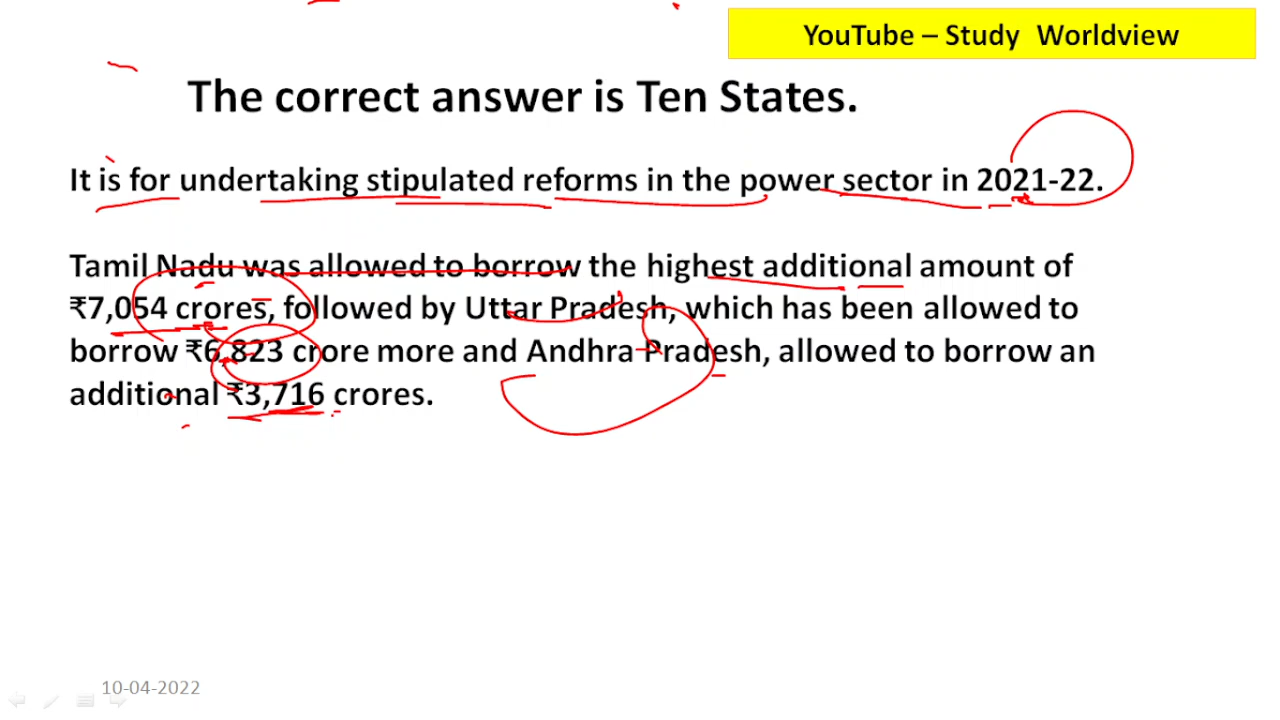 YouTube – Study Worldview
The correct answer is Ten States.
It is for undertaking stipulated reforms in the power sector in 2021-22.
Tamil Nadu was allowed to borrow the highest additional amount of
₹7,054 crores, followed by Uttar Pradesh, which has been allowed to
borrow ₹6,823 crore more and Andhra Pradesh, allowed to borrow an
additional ₹3,716 crores.
10-04-2022